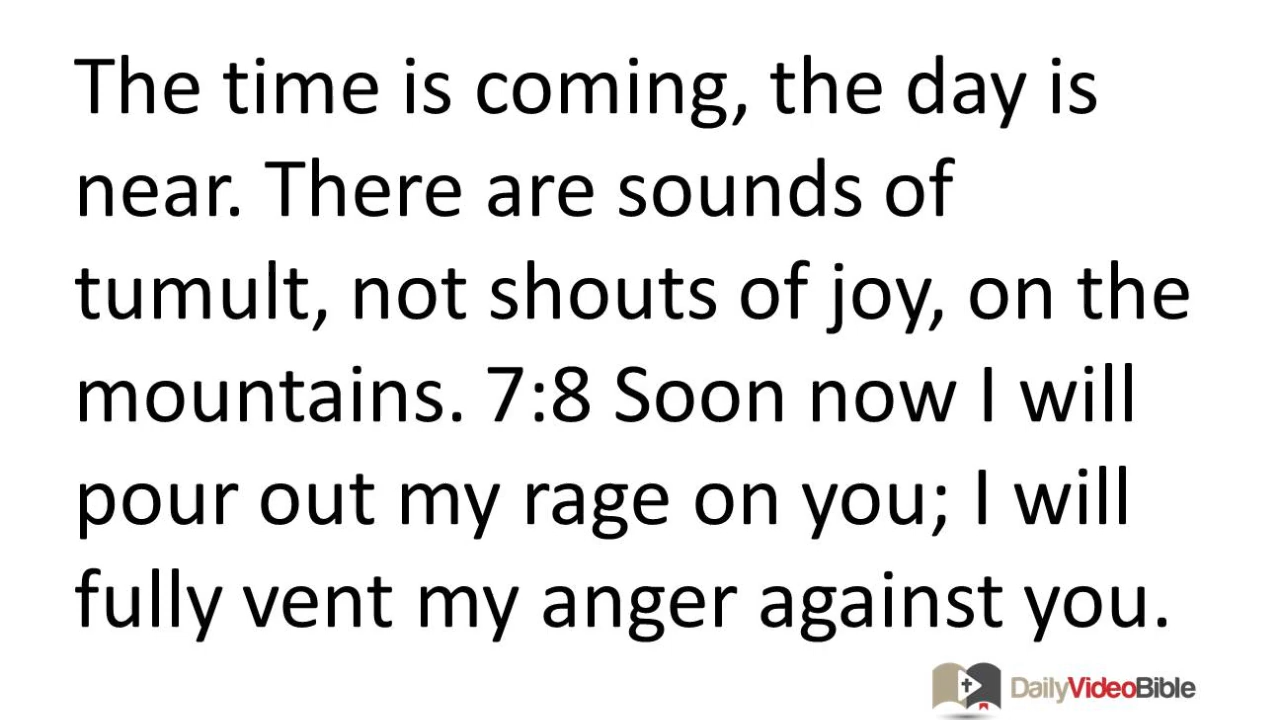 The time is coming, the day is
near. There are sounds of
tumult, not shouts of joy, on the
mountains. 7:8 Soon now I will
pour out my rage on you; I will
fully vent my anger against you.
DailyVideoBible